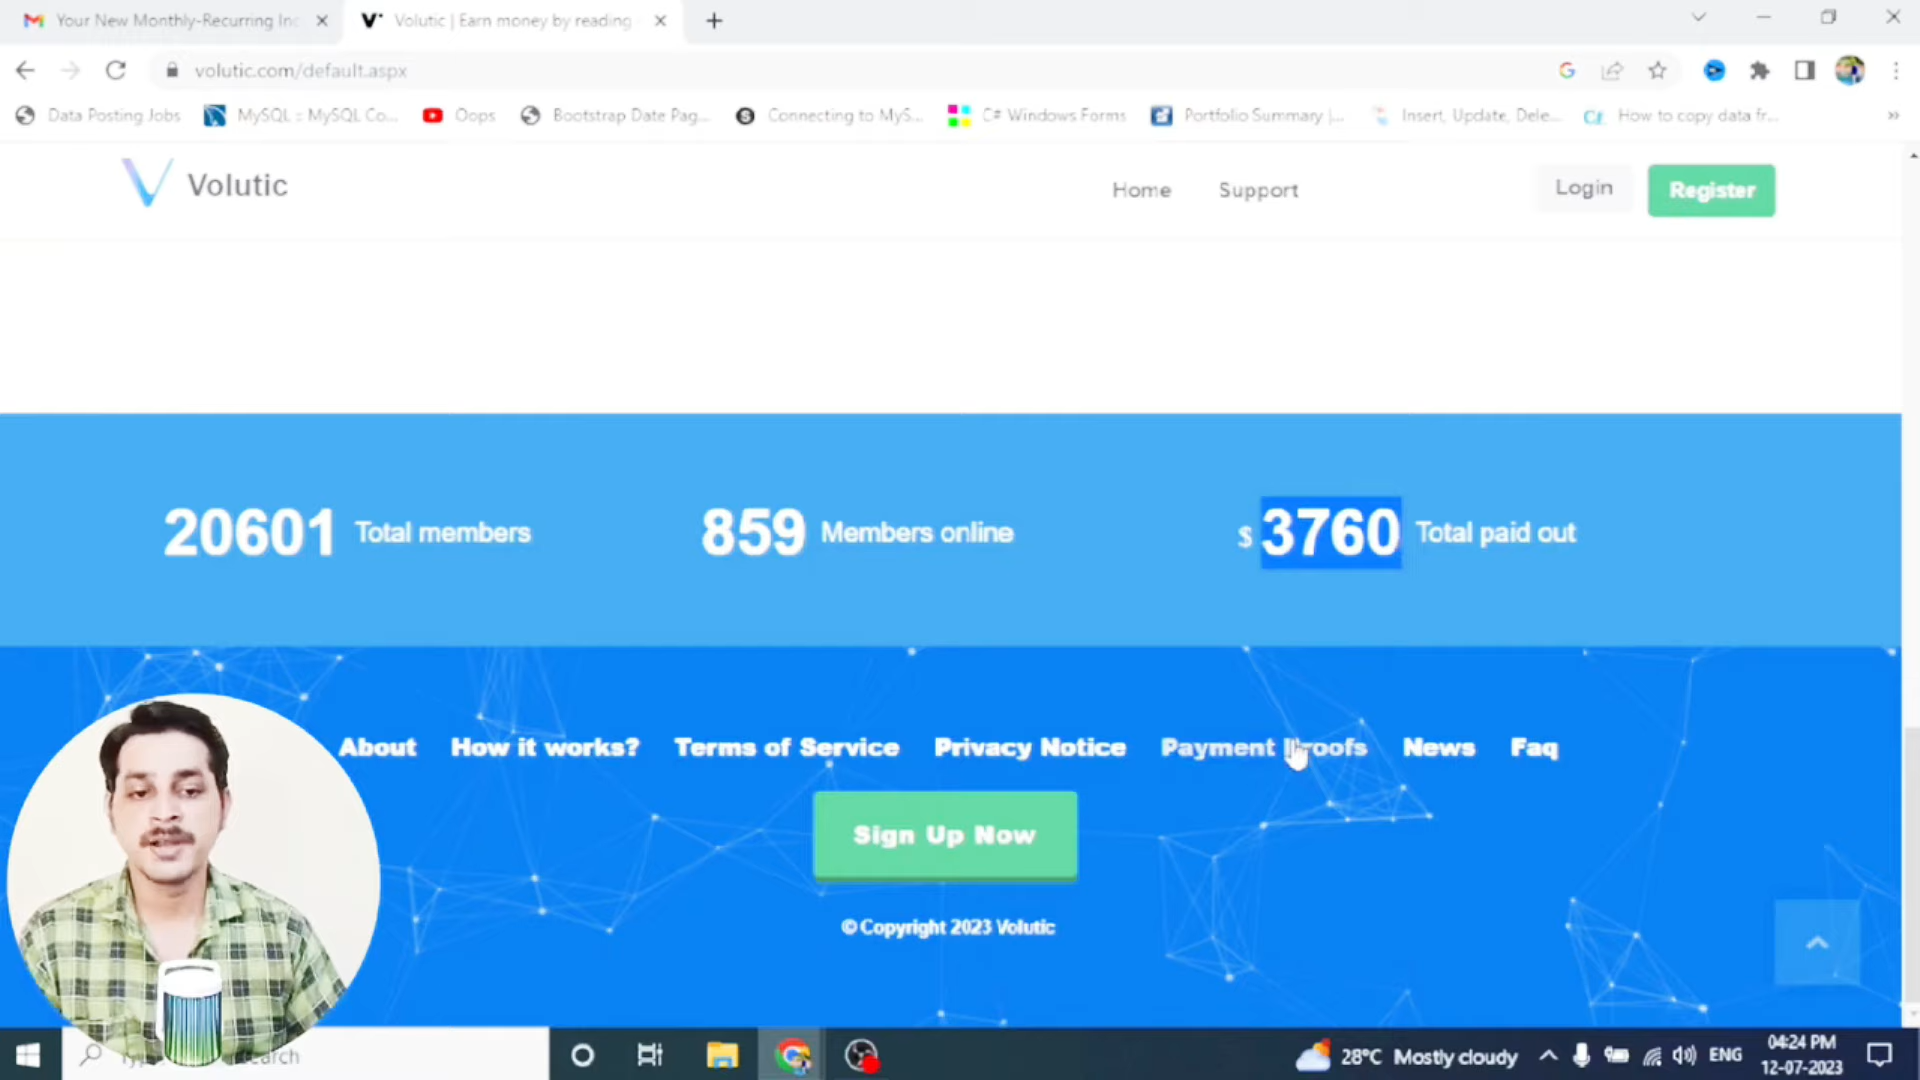 Your New Monthly-Recurring Inc
Volutic | Earn money by reading
volutic.com/default.aspx
Data Posting Jobs
MySQL :: MySQL Co...
Oops
Bootstrap Date Pag...
Connecting to MyS...
C# Windows Forms
Portfolio Summary |...
Insert, Update, Dele...
How to copy data fr...
Volutic
Home
Support
Login
Register
20601 Total members
859 Members online
$ 3760 Total paid out
About
How it works?
Terms of Service
Privacy Notice
Payment Proofs
News
Faq
Sign Up Now
© Copyright 2023 Volutic
28°C Mostly cloudy
ENG
04:24 PM
12-07-2023